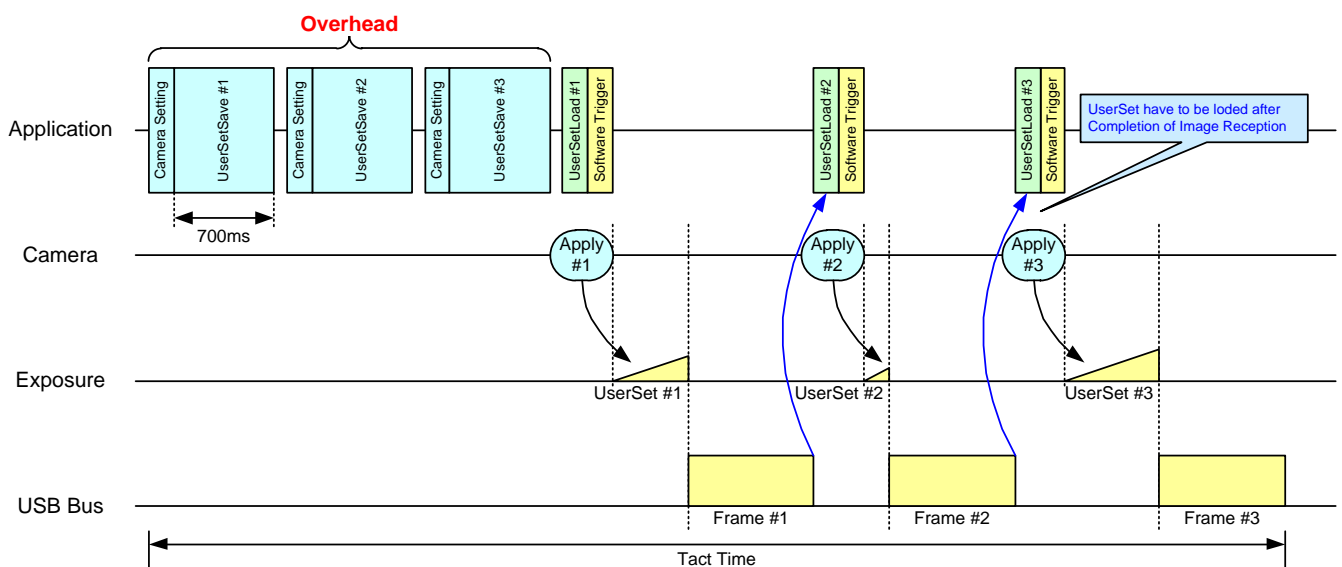 Overhead
Application
Camera Setting
UserSetSave #1
Camera Setting
UserSetSave #2
Camera Setting
UserSetSave #3
UserSetLoad #1
Software Trigger
UserSetLoad #2
Software Trigger
UserSetLoad #3
Software Trigger
UserSet have to be loded after
Completion of Image Reception
700ms
Camera
Apply
#1
Apply
#2
Apply
#3
Exposure
UserSet #1
UserSet #2
UserSet #3
USB Bus
Frame #1
Frame #2
Frame #3
Tact Time